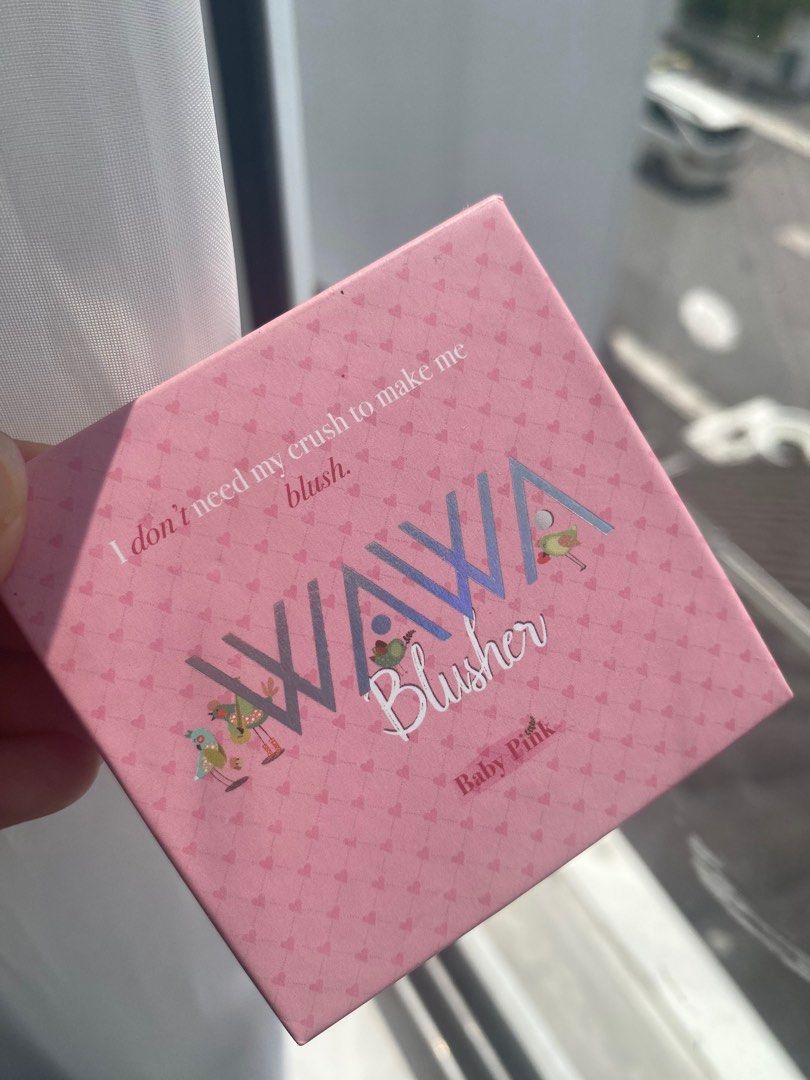 I don't need my crush to make me
blush.
WAWA
Blusher
Baby Pink